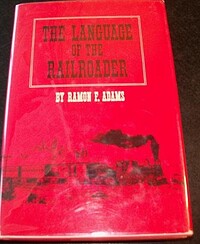 THE LANGUAGE
OF THE
RAILROADER
BY RAMON F. ADAMS